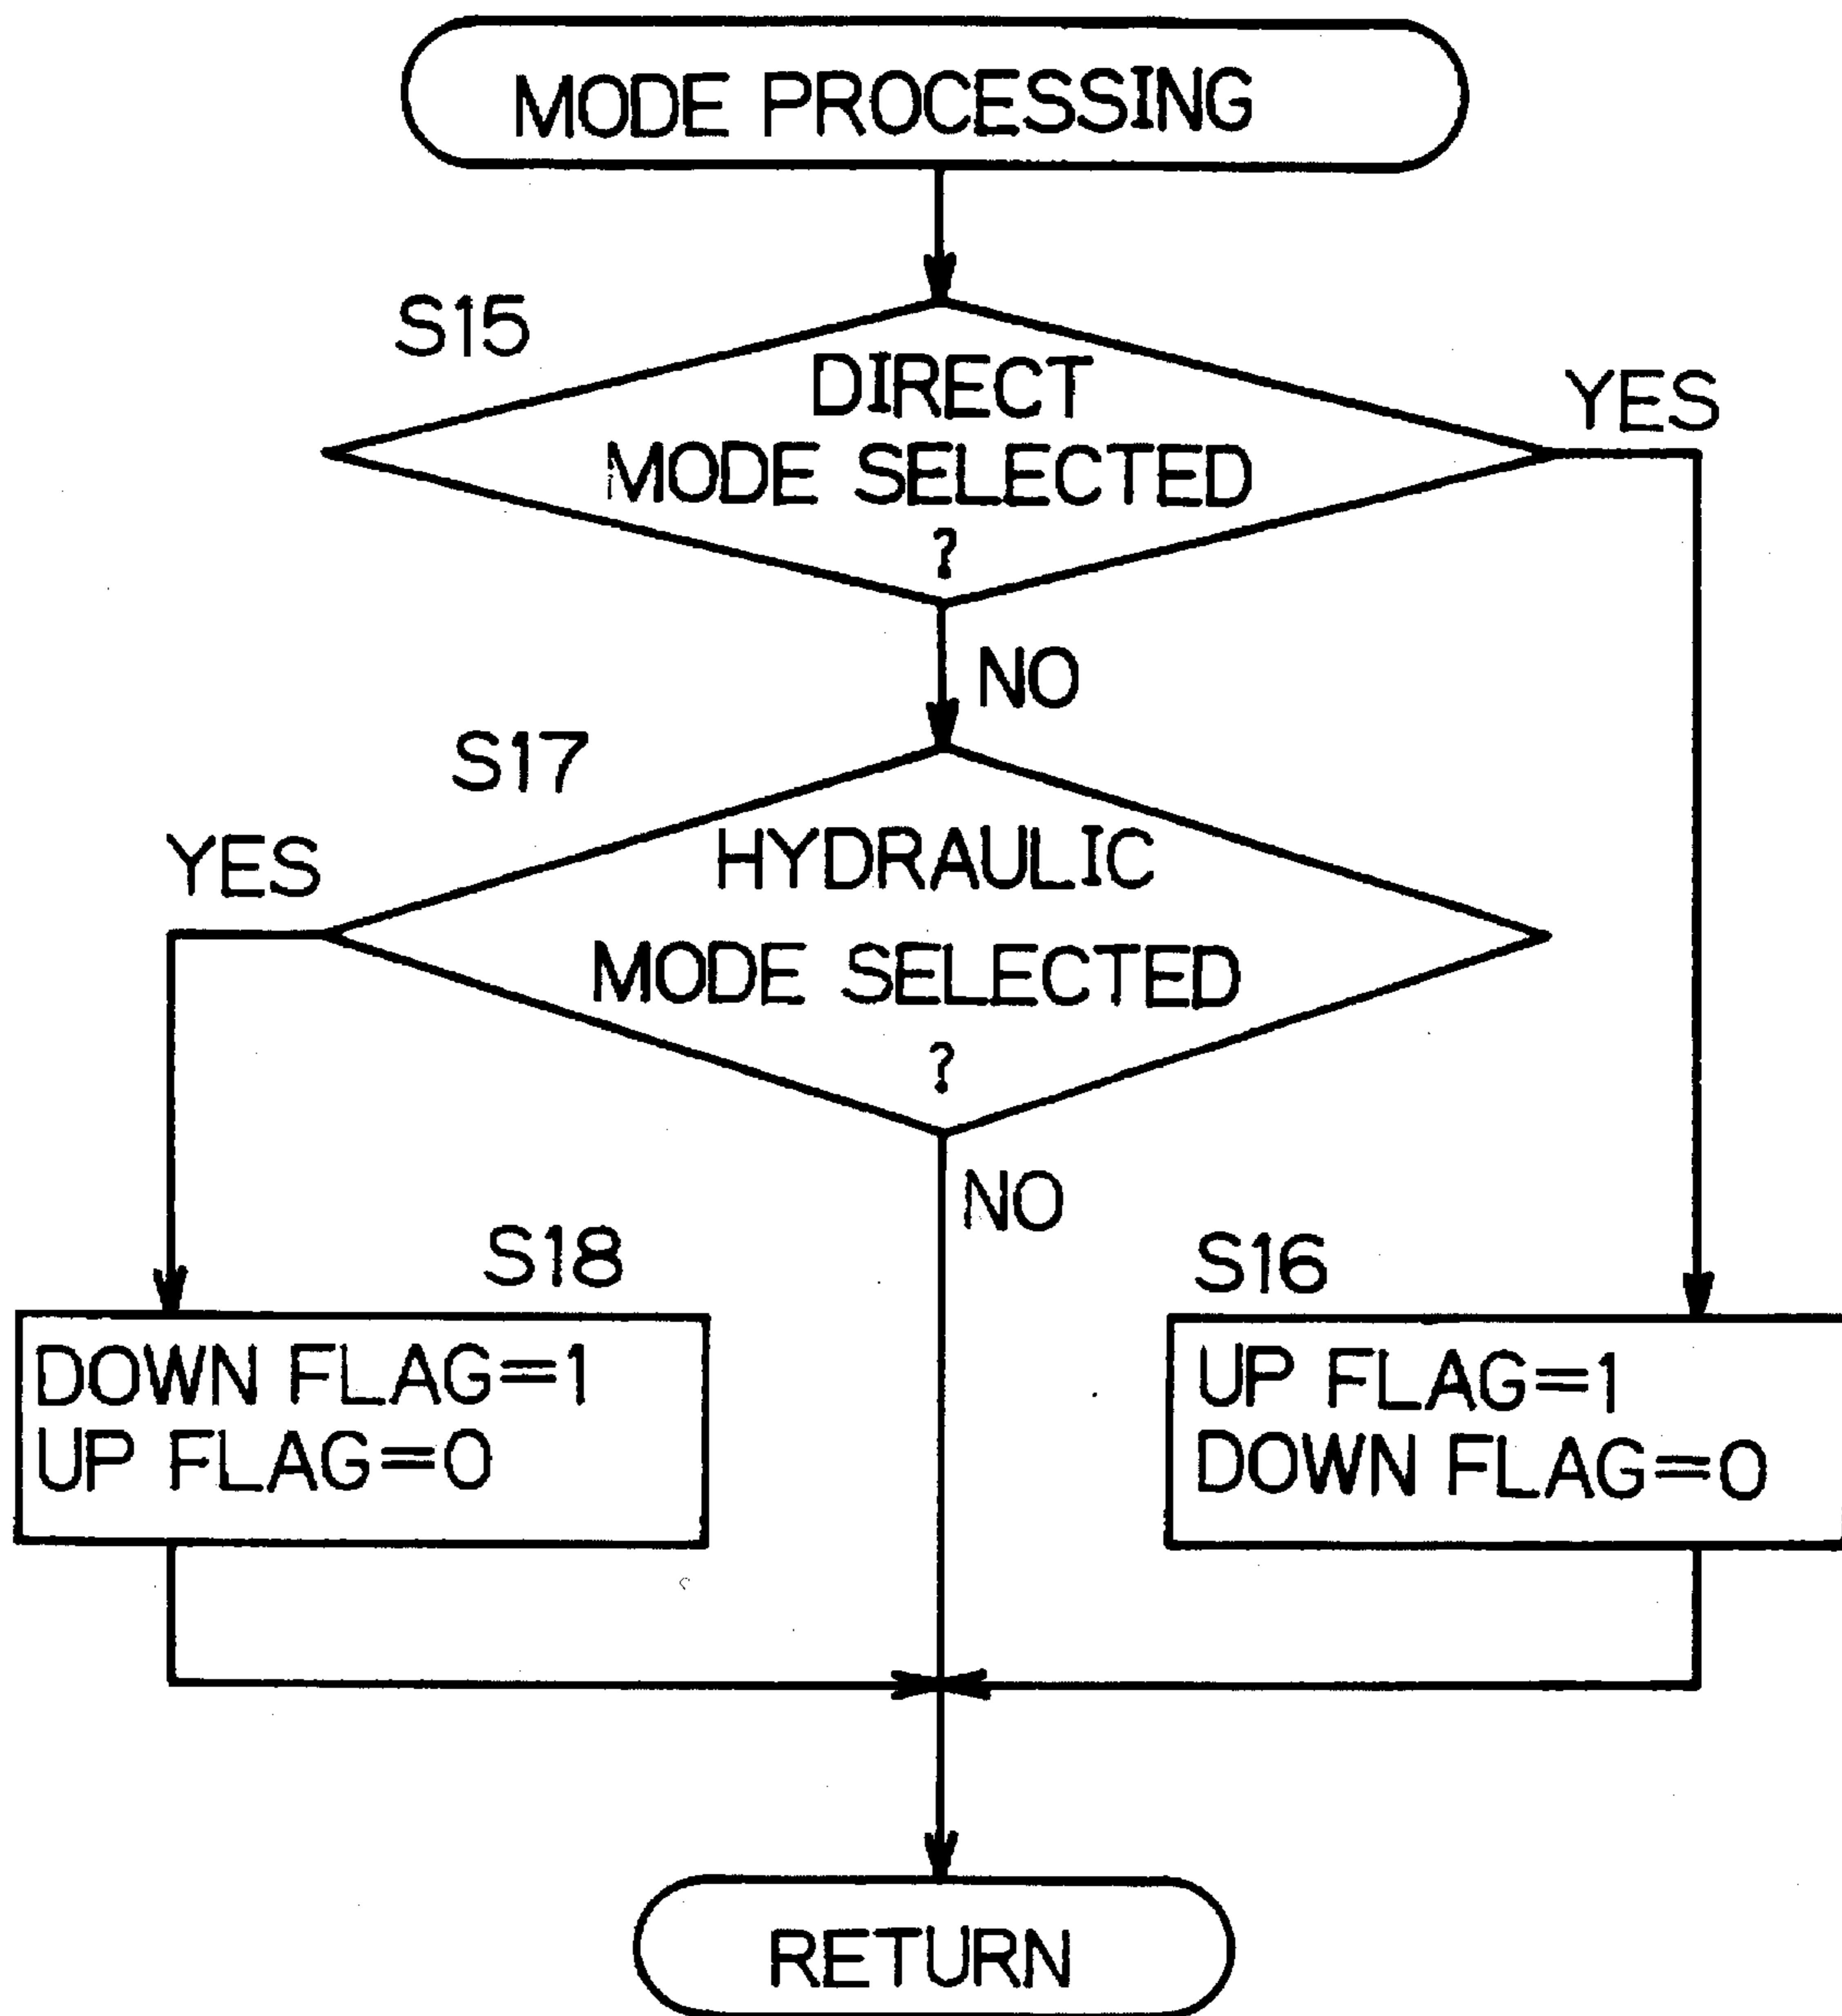 MODE PROCESSING
S15
DIRECT
MODE SELECTED
?
YES
NO
S17
YES
HYDRAULIC
MODE SELECTED
?
NO
S18
DOWN FLAG=1
UP FLAG=0
S16
UP FLAG=1
DOWN FLAG=0
RETURN